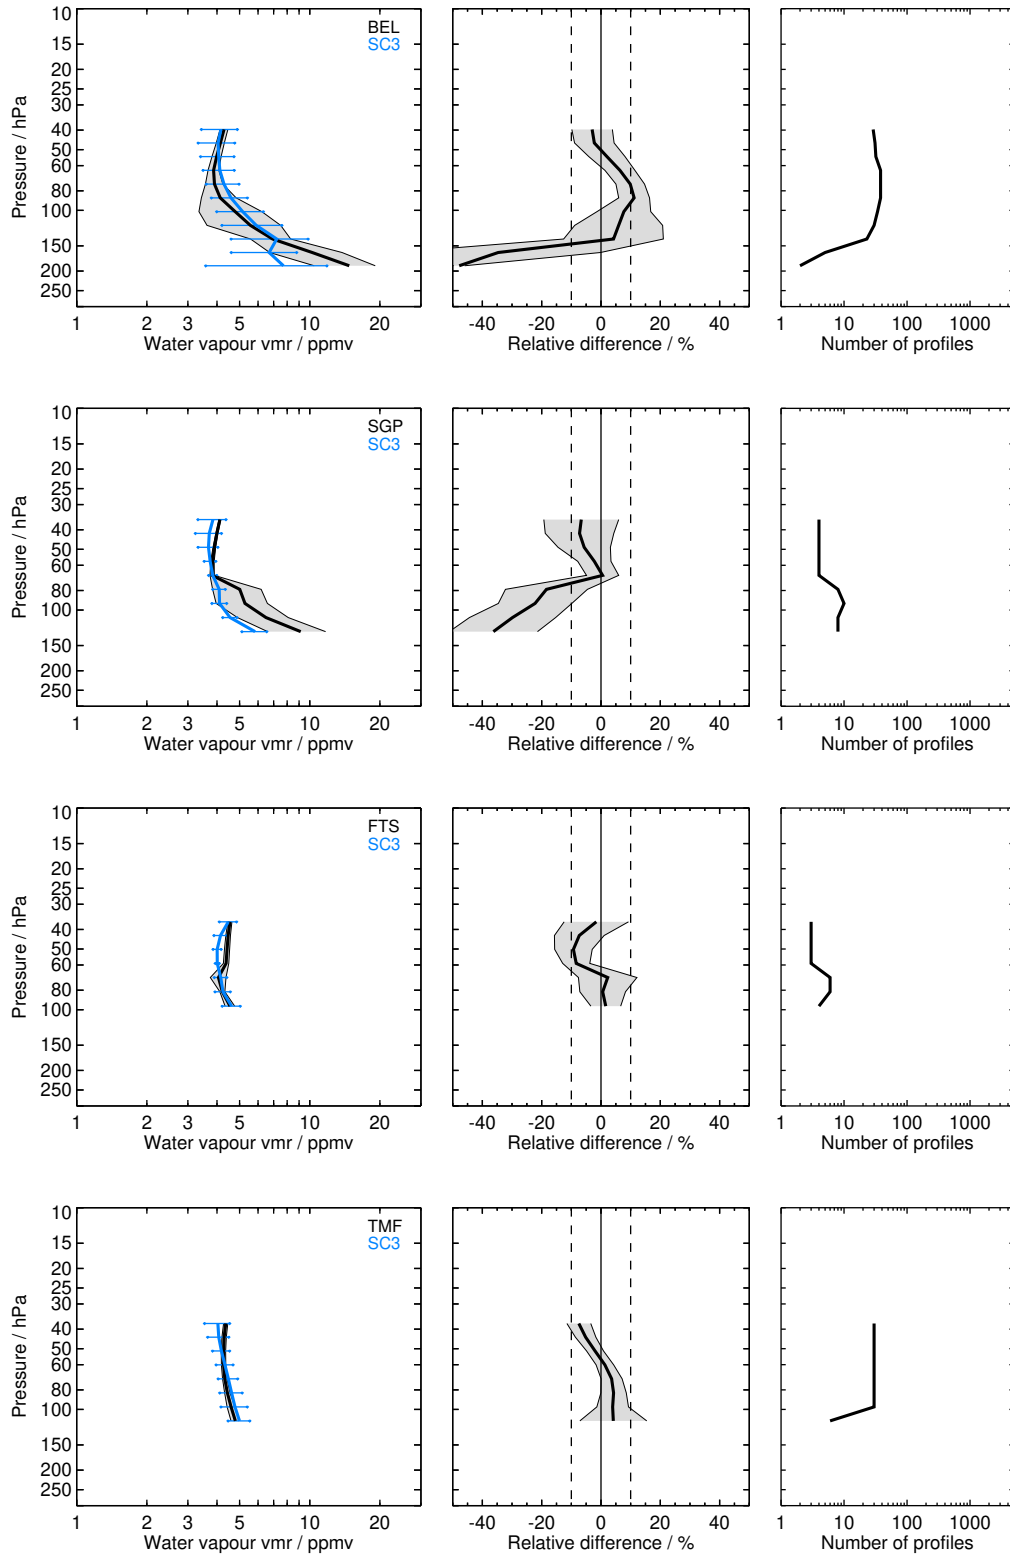 BEL
SC3
10
15
20
25
30
40
50
60
80
100
150
200
250
Pressure / hPa
1 2 3 5 10 20
Water vapour vmr / ppmv
-40 -20 0 20 40
Relative difference / %
1 10 100 1000
Number of profiles
SGP
SC3
10
15
20
25
30
40
50
60
80
100
150
200
250
Pressure / hPa
1 2 3 5 10 20
Water vapour vmr / ppmv
-40 -20 0 20 40
Relative difference / %
1 10 100 1000
Number of profiles
FTS
SC3
10
15
20
25
30
40
50
60
80
100
150
200
250
Pressure / hPa
1 2 3 5 10 20
Water vapour vmr / ppmv
-40 -20 0 20 40
Relative difference / %
1 10 100 1000
Number of profiles
TMF
SC3
10
15
20
25
30
40
50
60
80
100
150
200
250
Pressure / hPa
1 2 3 5 10 20
Water vapour vmr / ppmv
-40 -20 0 20 40
Relative difference / %
1 10 100 1000
Number of profiles